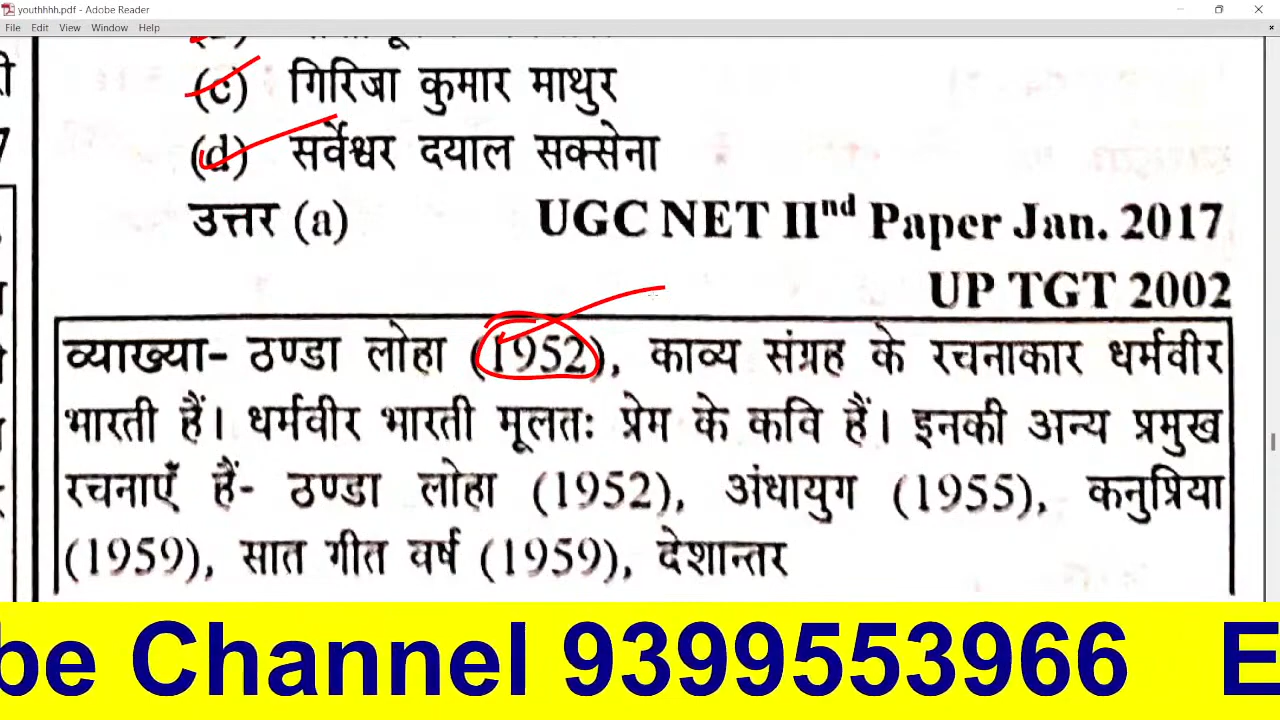 youthhhh.pdf - Adobe Reader
File Edit View Window Help
(c) गिरिजा कुमार माथुर
(d) सर्वेश्वर दयाल सक्सेना
उत्तर (a) UGC NET IInd Paper Jan. 2017
UP TGT 2002
व्याख्या- ठण्डा लोहा (1952), काव्य संग्रह के रचनाकार धर्मवीर
भारती हैं। धर्मवीर भारती मूलतः प्रेम के कवि हैं। इनकी अन्य प्रमुख
रचनाएँ हैं- ठण्डा लोहा (1952), अंधायुग (1955), कनुप्रिया
(1959), सात गीत वर्ष (1959), देशान्तर
be Channel 9399553966 E